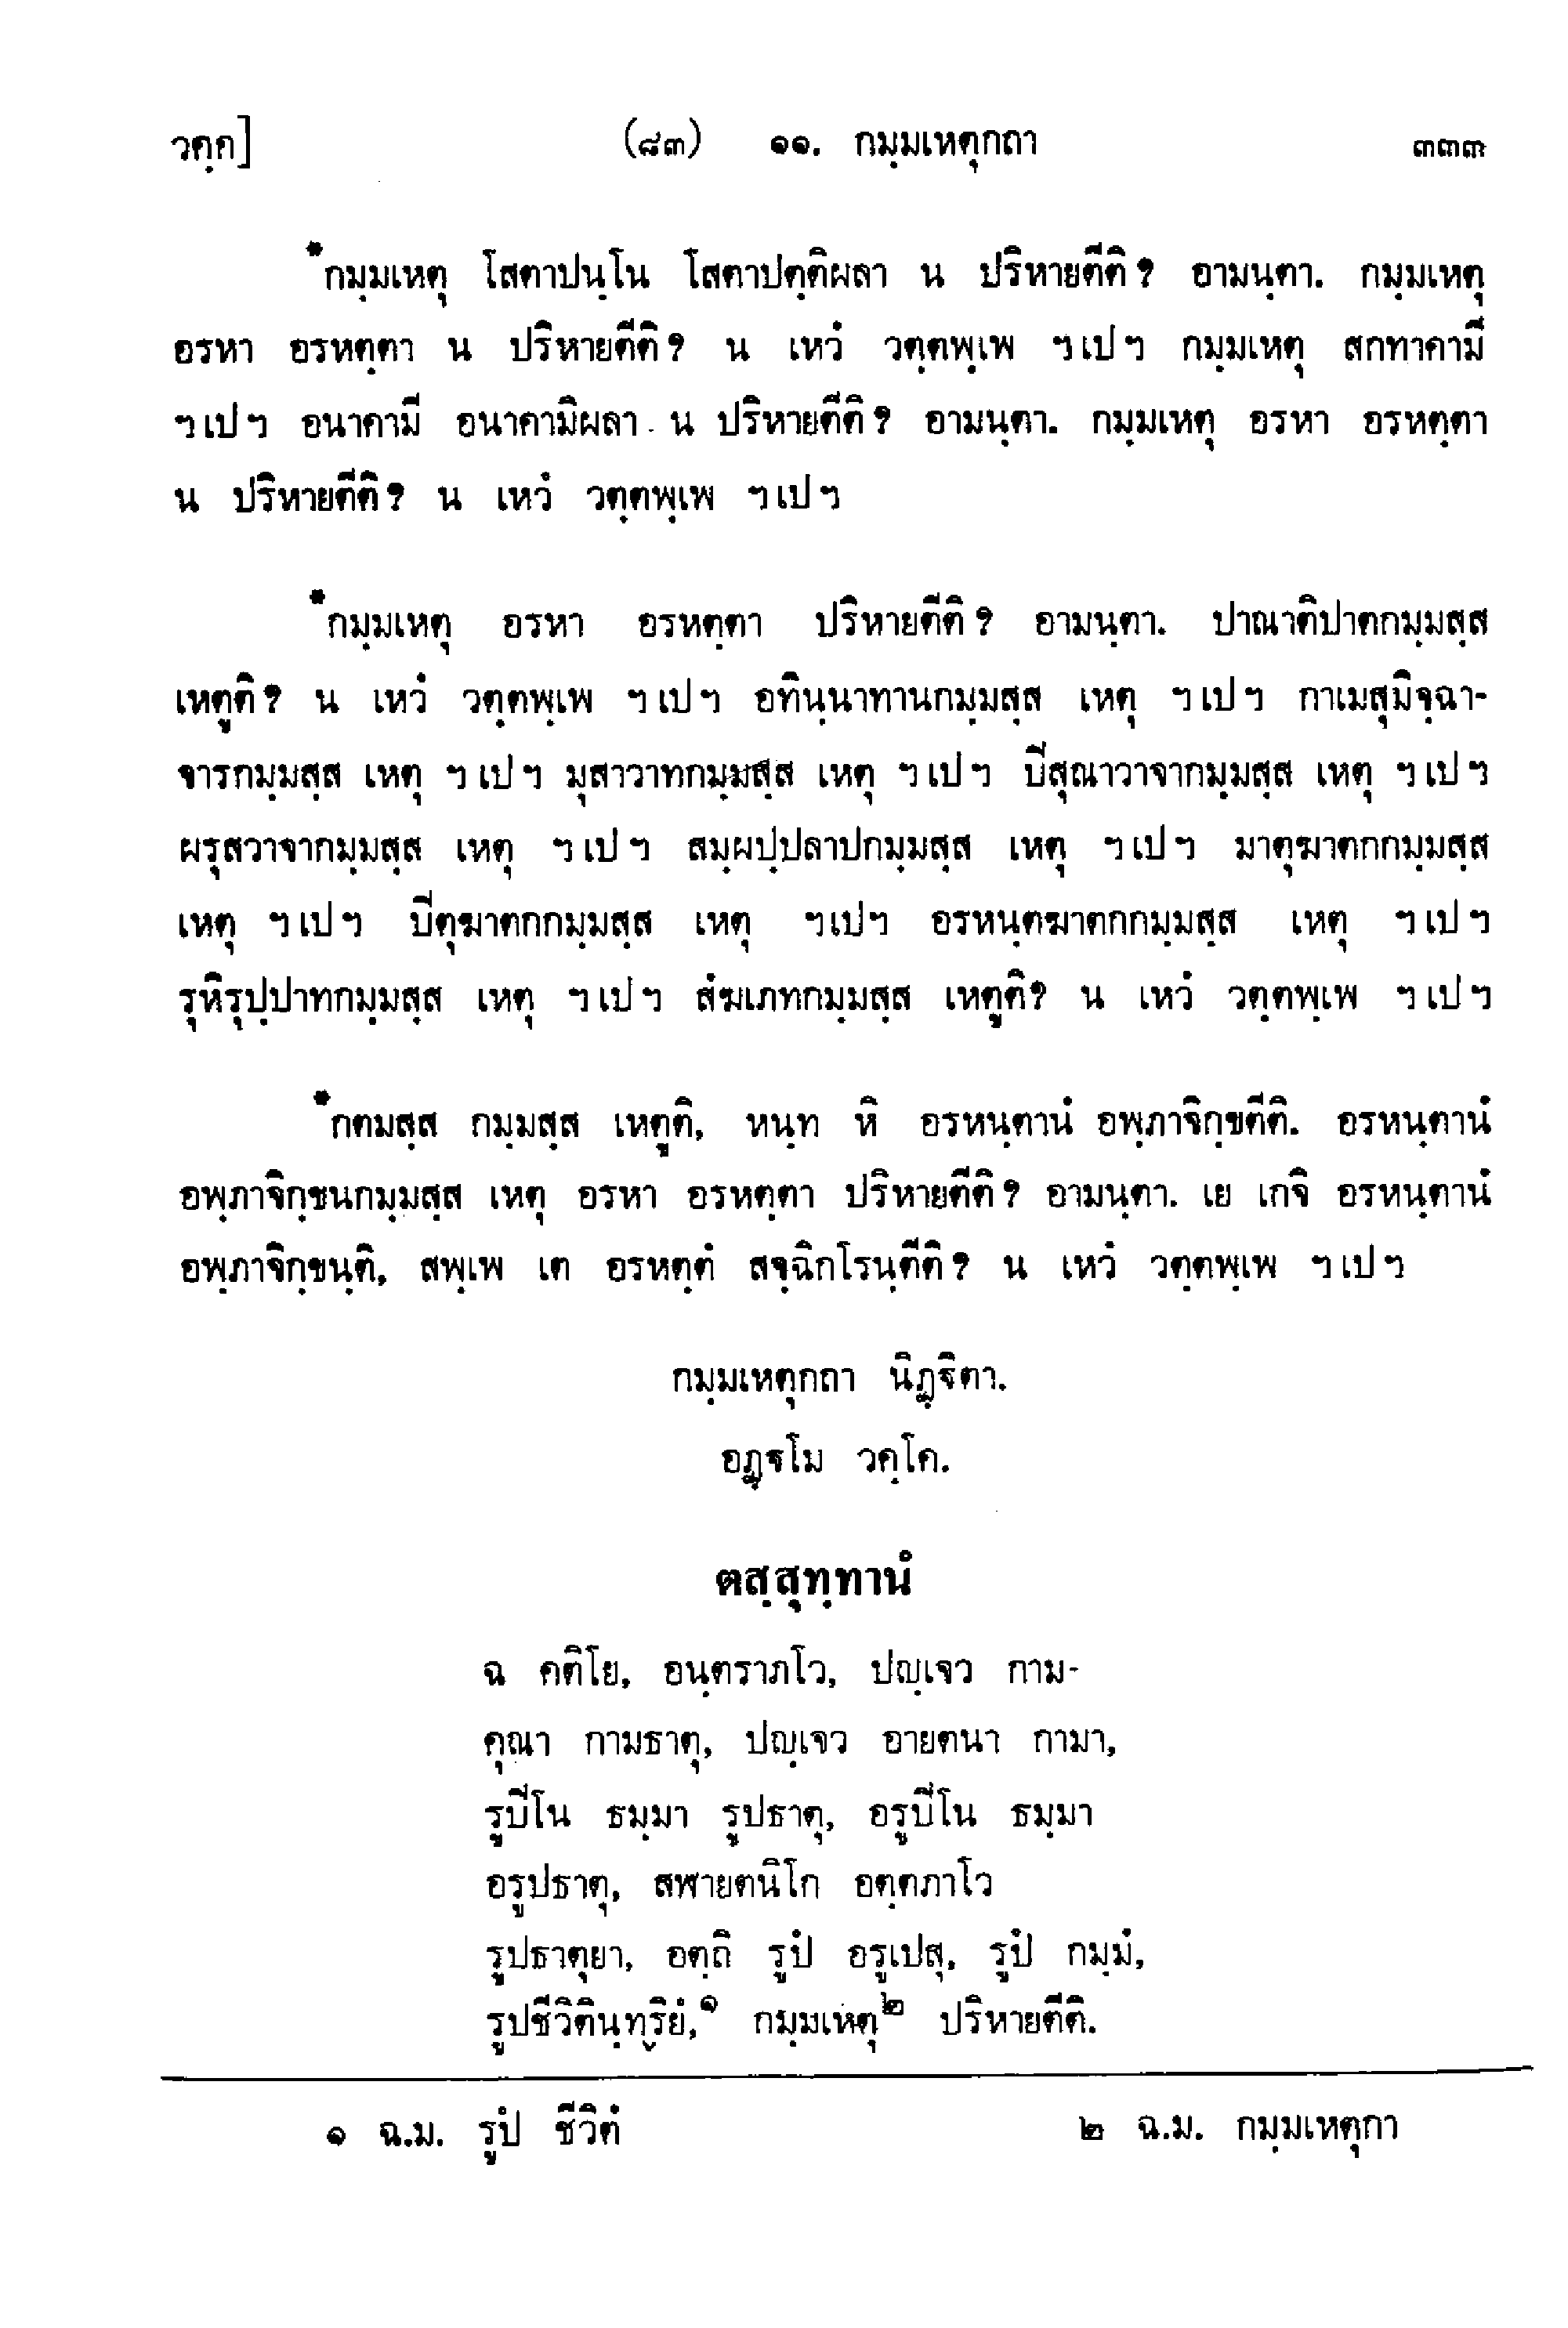 วคฺค]
(๘๓) ๑๑. กมฺมเหตุกถา
๓๓๓
*กมฺมเหตุ โสตาปนฺโน โสตาปตฺติผลา น ปริหายตีติ? อามนฺตา. กมฺมเหตุ
อรหา อรหตฺตา น ปริหายตีติ? น เหวํ วตฺตพฺเพ ฯเปฯ กมฺมเหตุ สกทาคามี
ฯเปฯ อนาคามี อนาคามิผลา น ปริหายตีติ? อามนฺตา. กมฺมเหตุ อรหา อรหตฺตา
น ปริหายตีติ? น เหวํ วตฺตพฺเพ ฯเปฯ
*กมฺมเหตุ อรหา อรหตฺตา ปริหายตีติ? อามนฺตา. ปาณาติปาตกมฺมสฺส
เหตูติ? น เหวํ วตฺตพฺเพ ฯเปฯ อทินฺนาทานกมฺมสฺส เหตุ ฯเปฯ กาเมสุมิจฺฉา-
จารกมฺมสฺส เหตุ ฯเปฯ มุสาวาทกมฺมสฺส เหตุ ฯเปฯ ปิสุณาวาจากมฺมสฺส เหตุ ฯเปฯ
ผรุสวาจากมฺมสฺส เหตุ ฯเปฯ สมฺผปฺปลาปกมฺมสฺส เหตุ ฯเปฯ มาตุฆาตกกมฺมสฺส
เหตุ ฯเปฯ ปิตุฆาตกกมฺมสฺส เหตุ ฯเปฯ อรหนฺตฆาตกกมฺมสฺส เหตุ ฯเปฯ
รุหิรุปฺปาทกมฺมสฺส เหตุ ฯเปฯ สํฆเภทกมฺมสฺส เหตูติ? น เหวํ วตฺตพฺเพ ฯเปฯ
*กตมสฺส กมฺมสฺส เหตูติ, หนฺท หิ อรหนฺตานํ อพฺภาจิกฺขตีติ. อรหนฺตานํ
อพฺภาจิกฺขนกมฺมสฺส เหตุ อรหา อรหตฺตา ปริหายตีติ? อามนฺตา. เย เกจิ อรหนฺตานํ
อพฺภาจิกฺขนฺติ, สพฺเพ เต อรหตฺตํ สจฺฉิกโรนฺตีติ? น เหวํ วตฺตพฺเพ ฯเปฯ
กมฺมเหตุกถา นิฏฺฐิตา.
อฏฺฐโม วคฺโค.
ตสฺสุทฺทานํ
ฉ คติโย, อนฺตราภโว, ปญฺเจว กาม-
คุณา กามธาตุ, ปญฺเจว อายตนา กามา,
รูปิโน ธมฺมา รูปธาตุ, อรูปิโน ธมฺมา
อรูปธาตุ, สฬายตนิโก อตฺตภาโว
รูปธาตุยา, อตฺถิ รูปํ อรูเปสุ, รูปํ กมฺมํ,
รูปชีวิตินฺทฺริยํ,๑ กมฺมเหตุ๒ ปริหายตีติ.
๑ ฉ.ม. รูปํ ชีวิตํ
๒ ฉ.ม. กมฺมเหตุกา